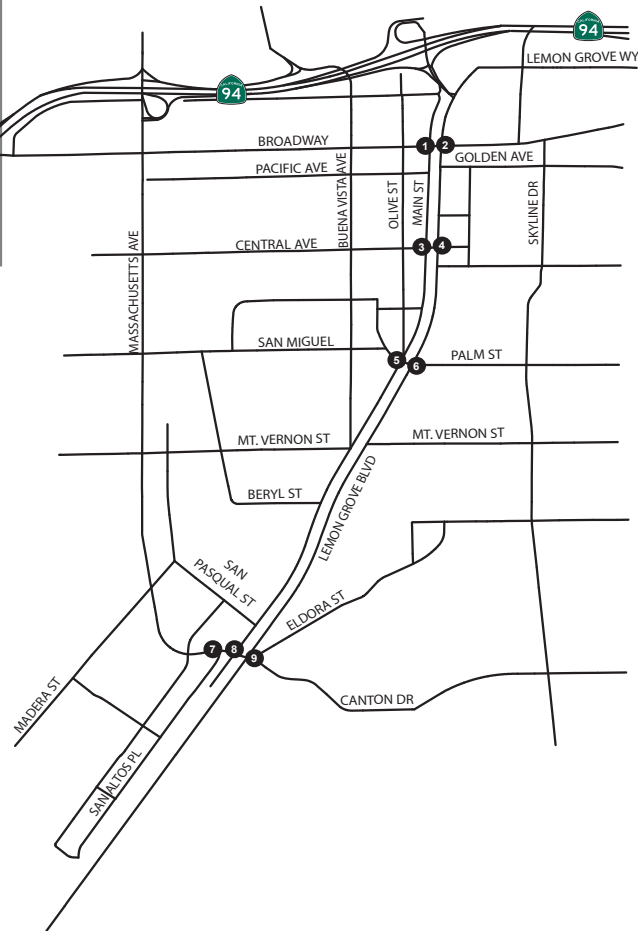 CALIFORNIA
94
LEMON GROVE WY
CALIFORNIA
94
BROADWAY
1
2
GOLDEN AVE
PACIFIC AVE
BUENA VISTA AVE
OLIVE ST
MAIN ST
SKYLINE DR
MASSACHUSETTS AVE
CENTRAL AVE
3
4
SAN MIGUEL
5
6
PALM ST
MT. VERNON ST
MT. VERNON ST
BERYL ST
LEMON GROVE BLVD
SAN
PASQUAL ST
ELDORA ST
7
8
9
MADERA ST
CANTON DR
SAN ALTOS PL